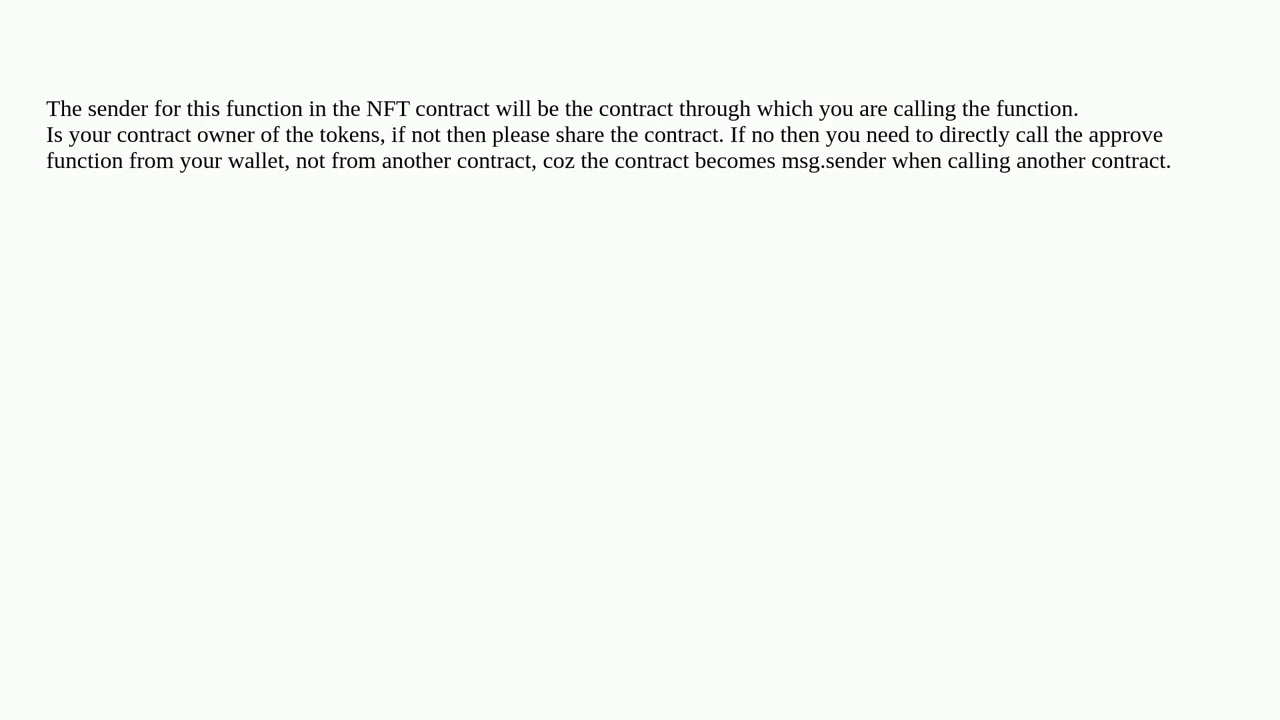 The sender for this function in the NFT contract will be the contract through which you are calling the function.
Is your contract owner of the tokens, if not then please share the contract. If no then you need to directly call the approve
function from your wallet, not from another contract, coz the contract becomes msg.sender when calling another contract.